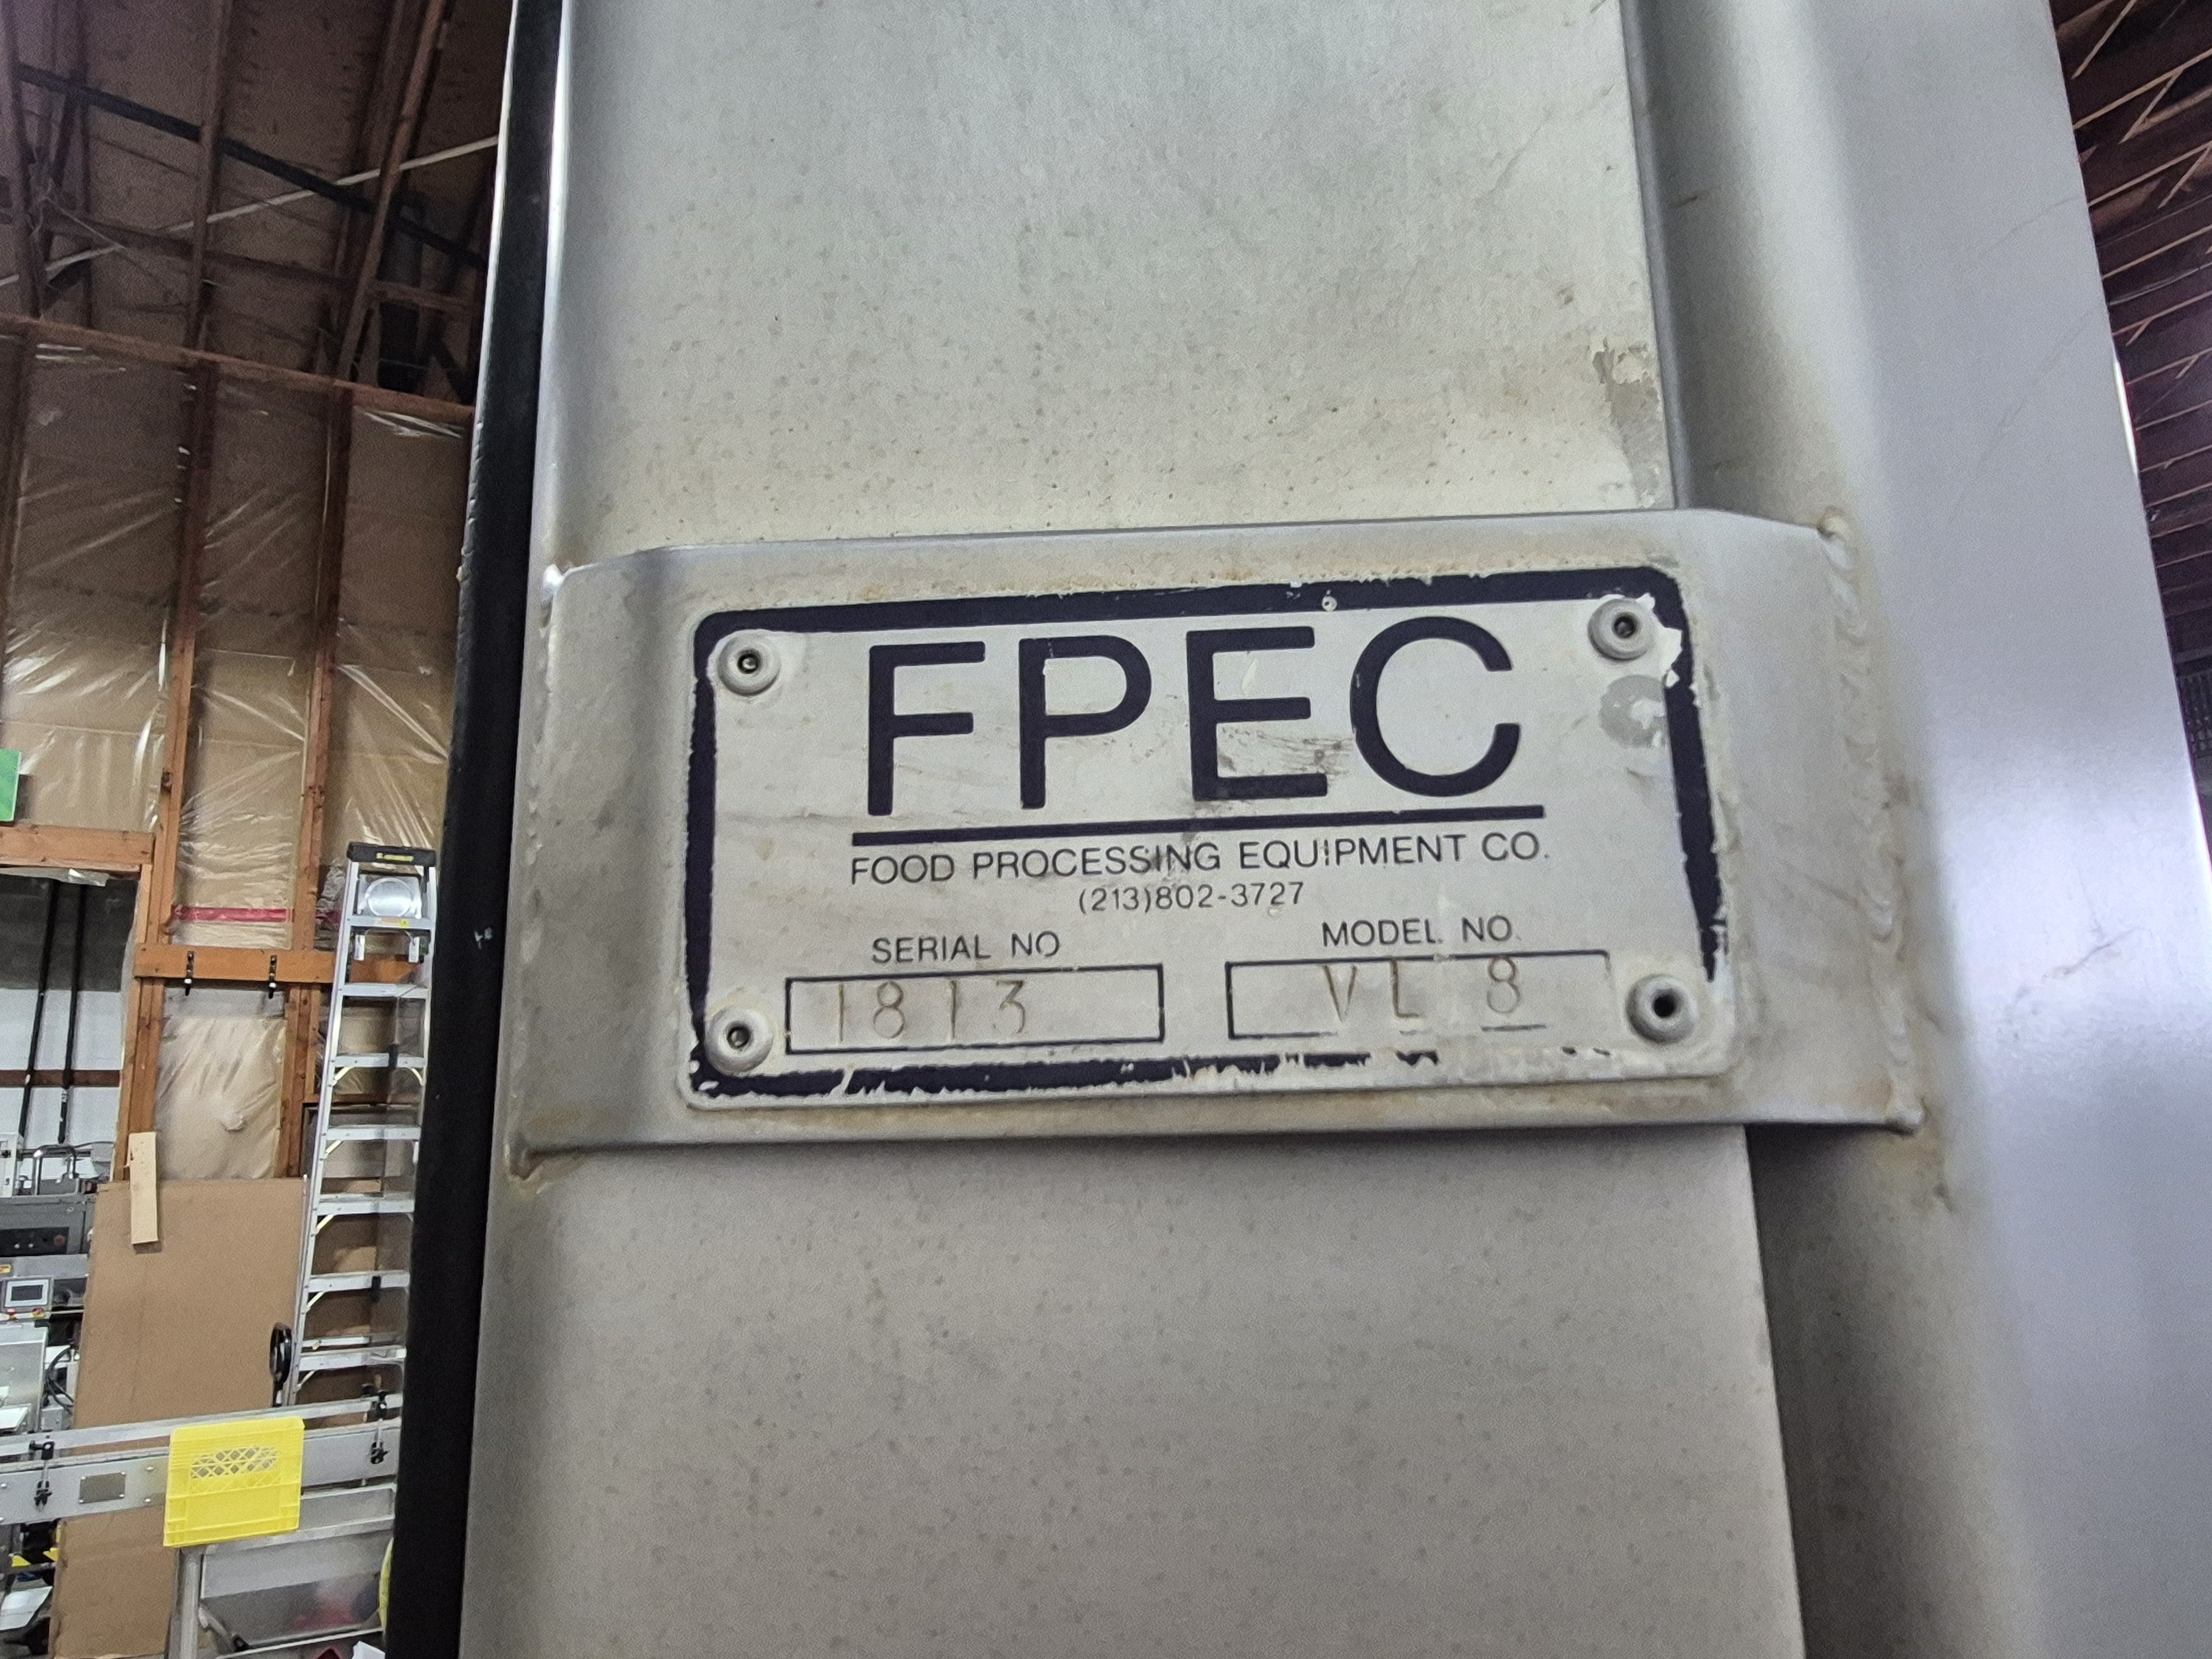 FPEC
FOOD PROCESSING EQUIPMENT CO.
(213)802-3727
SERIAL NO
MODEL NO.
1813
VL 8